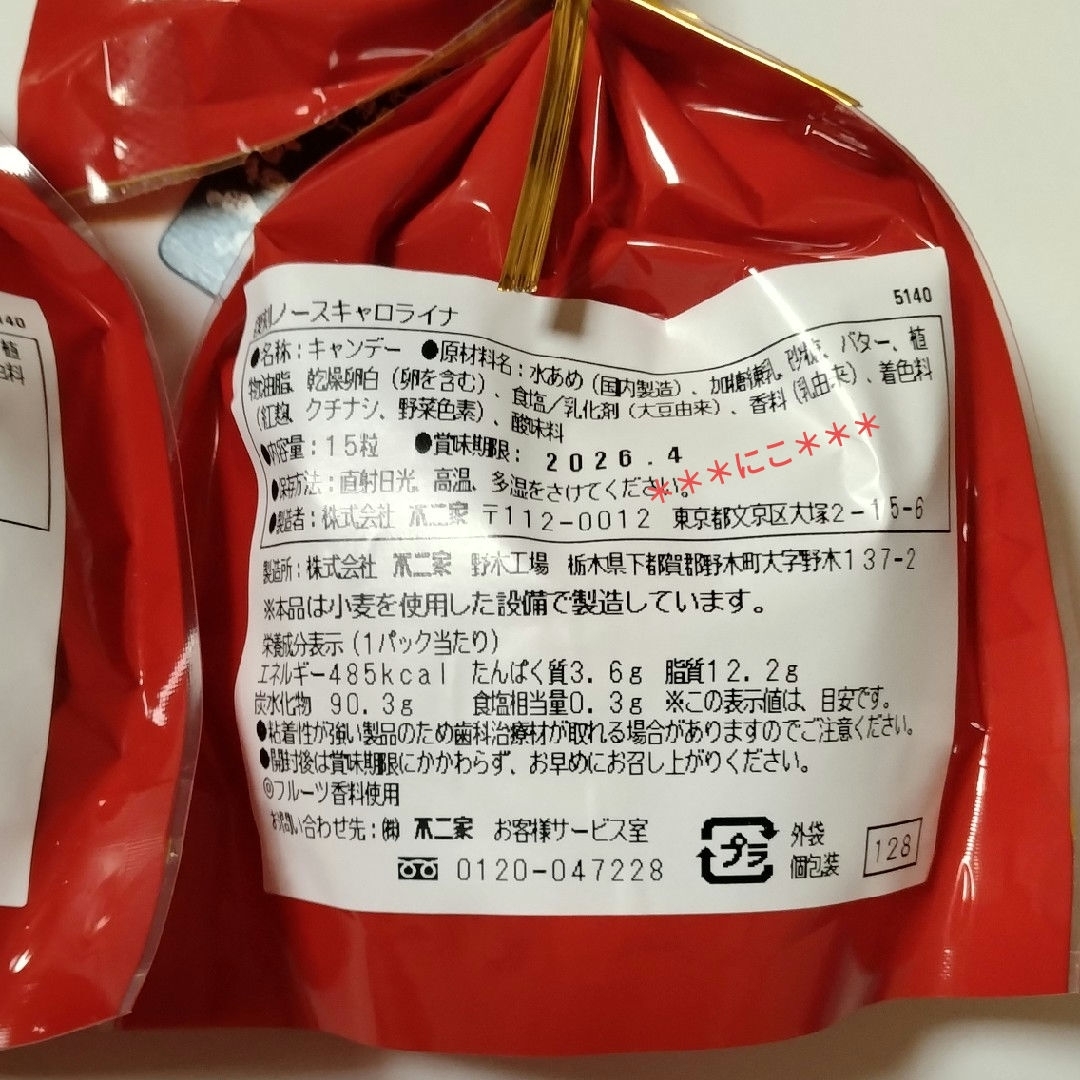 5140
ノースキャロライナ
●名称：キャンデー ●原材料名：水あめ（国内製造）、加糖練乳、砂糖、バター、植
物油脂、乾燥卵白（卵を含む）、食塩／乳化剤（大豆由来）、香料（乳由来）、着色料
（紅麹、クチナシ、野菜色素）、酸味料
●内容量：15粒 ●賞味期限：2026.4
●保存方法：直射日光、高温、多湿をさけてください。
＊＊＊にこ＊＊＊
●製造者：株式会社 不二家 〒112-0012 東京都文京区大塚2-15-6
製造所：株式会社 不二家 野木工場 栃木県下都賀郡野木町大字野木137-2
※本品は小麦を使用した設備で製造しています。
栄養成分表示（1パック当たり）
エネルギー485kcal たんぱく質3.6g 脂質12.2g
炭水化物 90.3g 食塩相当量0.3g ※この表示値は、目安です。
●粘着性が強い製品のため歯科治療材が取れる場合がありますのでご注意ください。
●開封後は賞味期限にかかわらず、お早めにお召し上がりください。
◎フルーツ香料使用
お問い合わせ先：㈱ 不二家 お客様サービス室
0120-047228
プラ
外袋
個包装
128
140
植
色料